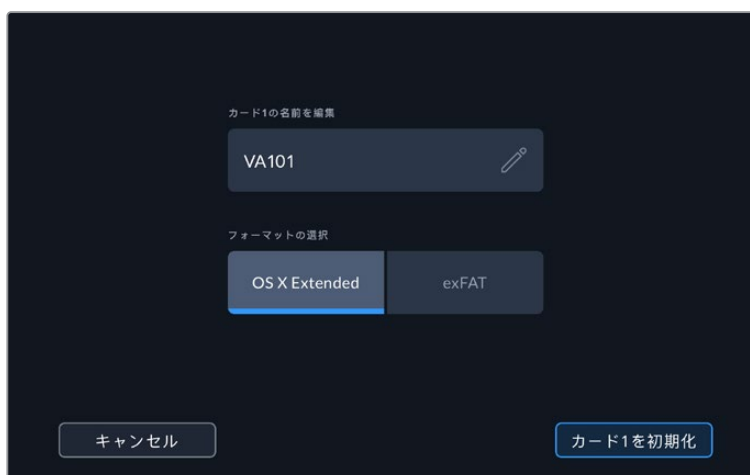 カード1の名前を編集
VA101
フォーマットの選択
OS X Extended
exFAT
キャンセル
カード1を初期化